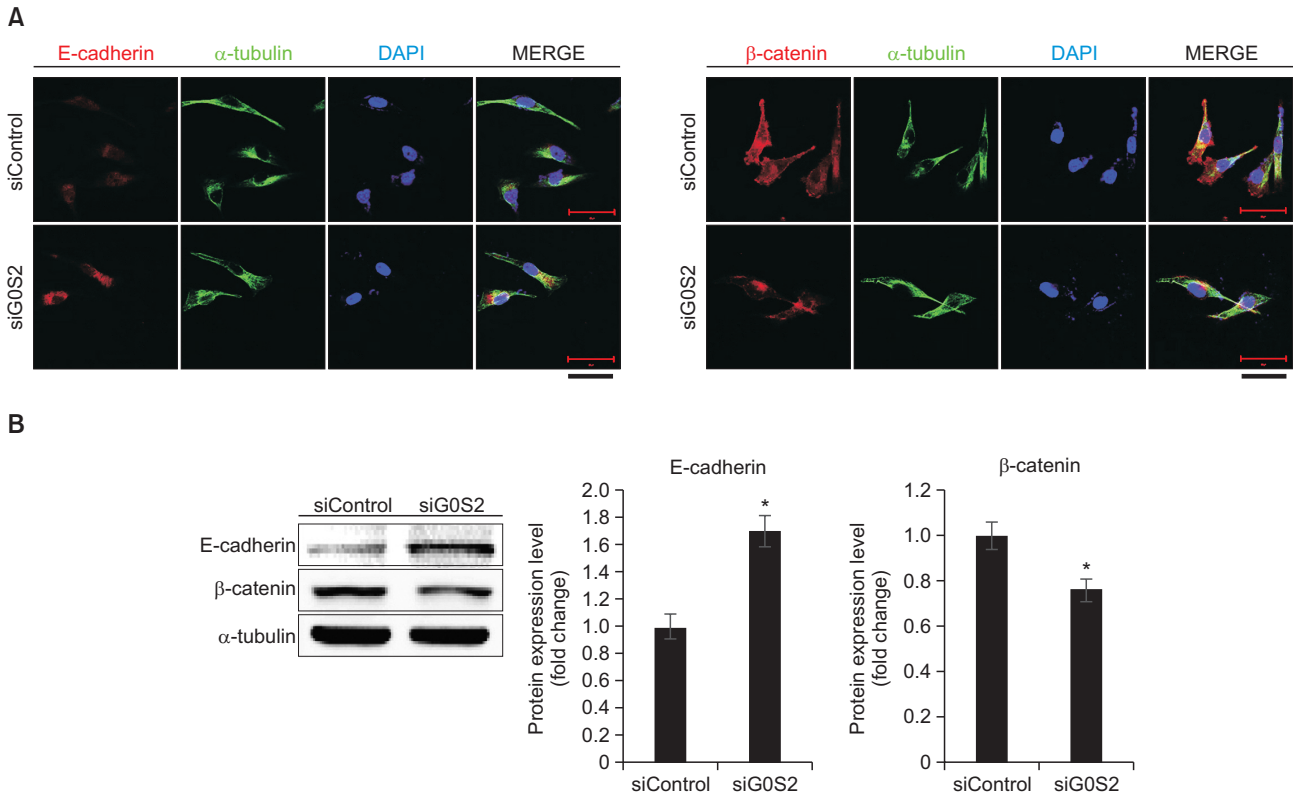 A
E-cadherin α-tubulin DAPI MERGE
β-catenin α-tubulin DAPI MERGE
siControl
siG0S2
siControl
siG0S2
B
siControl siG0S2
E-cadherin
β-catenin
α-tubulin
E-cadherin
Protein expression level
(fold change)
2.0
1.8
1.6
1.4
1.2
1.0
0.8
0.6
0.4
0.2
0
*
siControl siG0S2
β-catenin
Protein expression level
(fold change)
1.2
1.0
0.8
0.6
0.4
0.2
0
*
siControl siG0S2